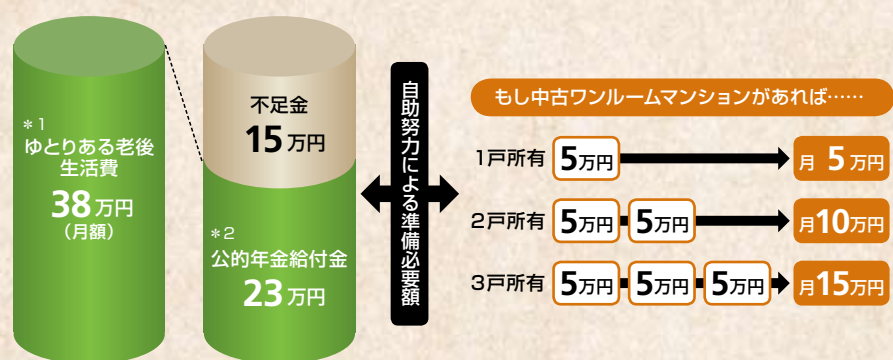 *1
ゆとりある老後
生活費
38万円
(月額)
不足金
15万円
*2
公的年金給付金
23万円
自助努力による準備必要額
もし中古ワンルームマンションがあれば……
1戸所有 5万円 月 5万円
2戸所有 5万円 5万円 月10万円
3戸所有 5万円 5万円 5万円 月15万円